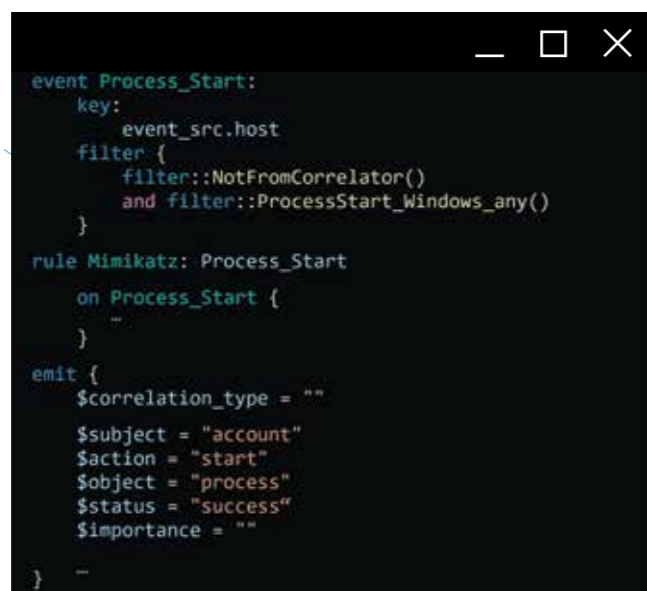 event Process_Start:
key:
event_src.host
filter {
filter::NotFromCorrelator()
and filter::ProcessStart_Windows_any()
}
rule Mimikatz: Process_Start
on Process_Start {
…
}
emit {
$correlation_type = ""
$subject = "account"
$action = "start"
$object = "process"
$status = "success“
$importance = ""
} …